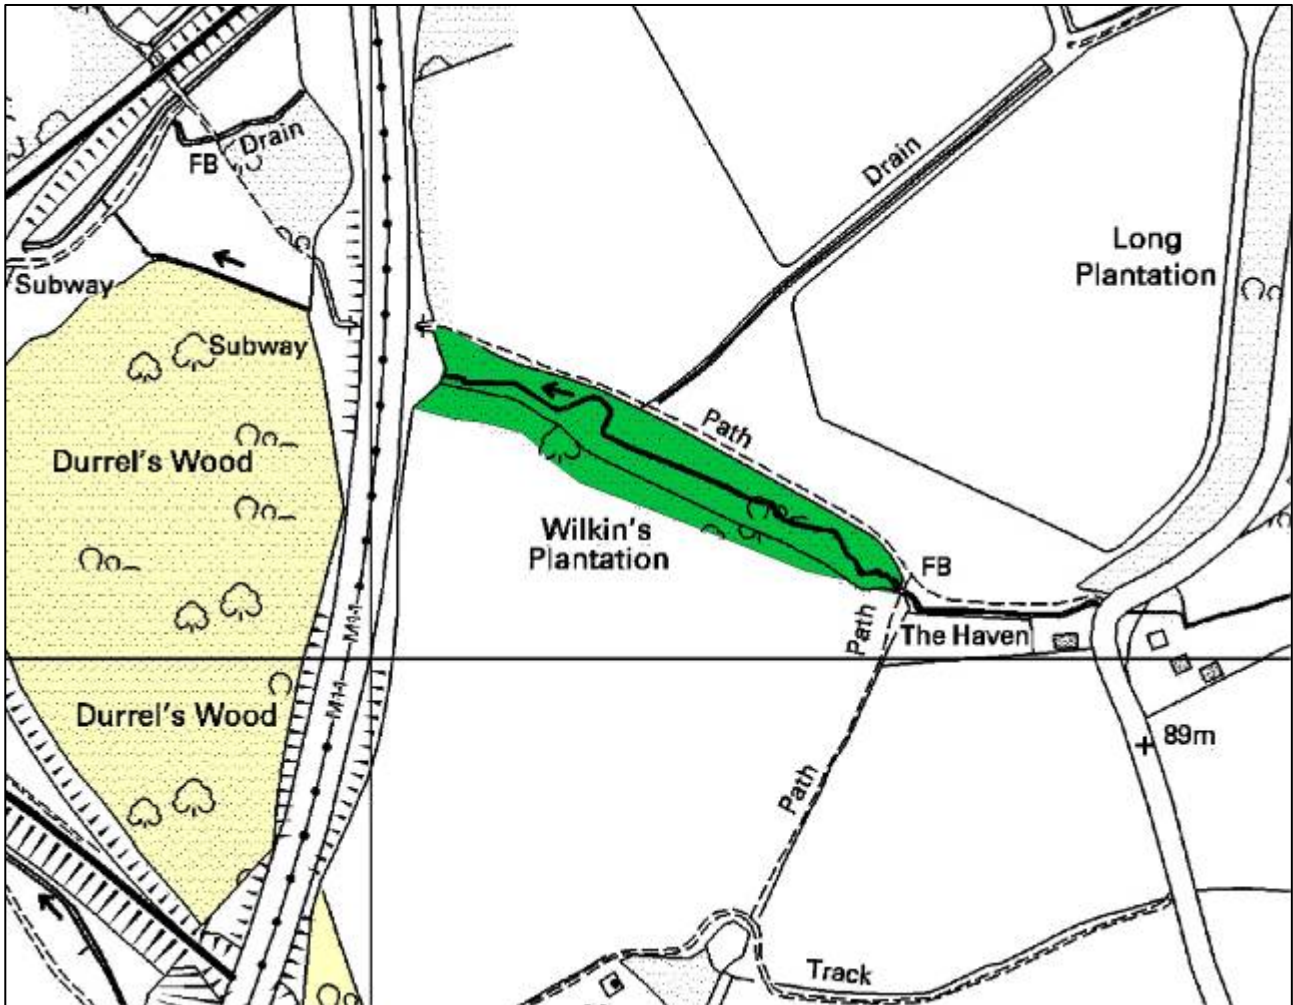 Drain
FB
Drain
Long
Plantation
Subway
Subway
Path
Durrel's Wood
Wilkin's
Plantation
FB
M11
Path
The Haven
M11
Durrel's Wood
89m
Path
Track